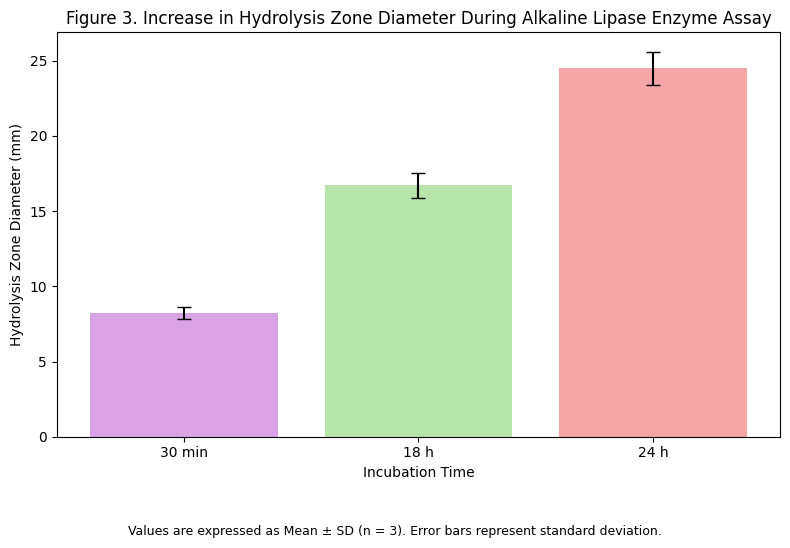 Figure 3. Increase in Hydrolysis Zone Diameter During Alkaline Lipase Enzyme Assay
Hydrolysis Zone Diameter (mm)
25
20
15
10
5
0
30 min
18 h
24 h
Incubation Time
Values are expressed as Mean ± SD (n = 3). Error bars represent standard deviation.